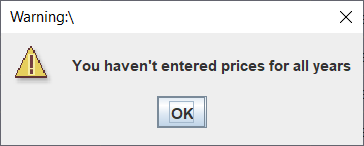 Warning:\
You haven't entered prices for all years
OK